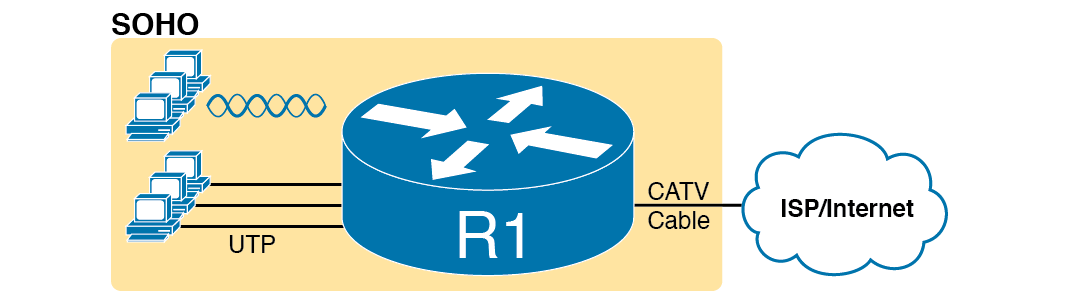 SOHO
UTP
R1
CATV
Cable
ISP/Internet